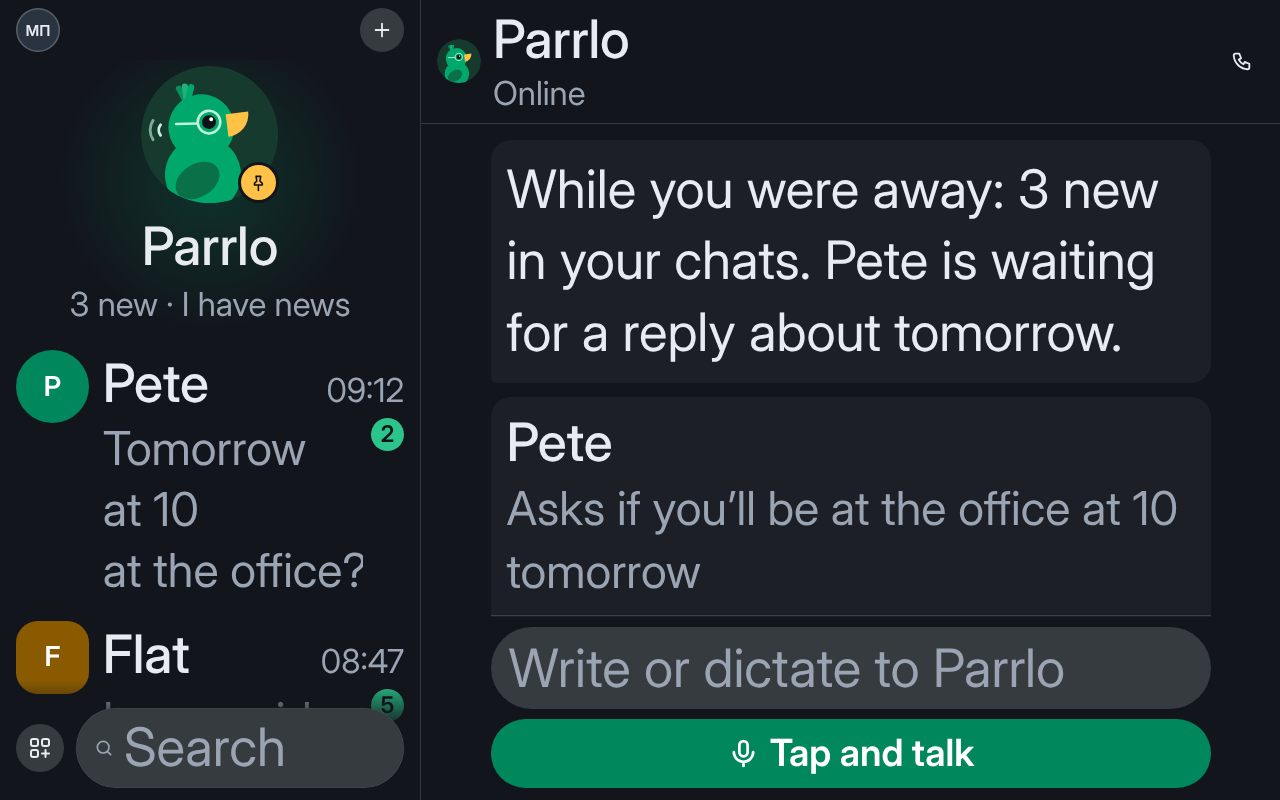 МП
Parrlo
3 new · I have news
P
Pete
09:12
Tomorrow
at 10
at the office?
2
F
Flat
08:47
5
Search
Parrlo
Online
While you were away: 3 new
in your chats. Pete is waiting
for a reply about tomorrow.
Pete
Asks if you’ll be at the office at 10
tomorrow
Write or dictate to Parrlo
Tap and talk